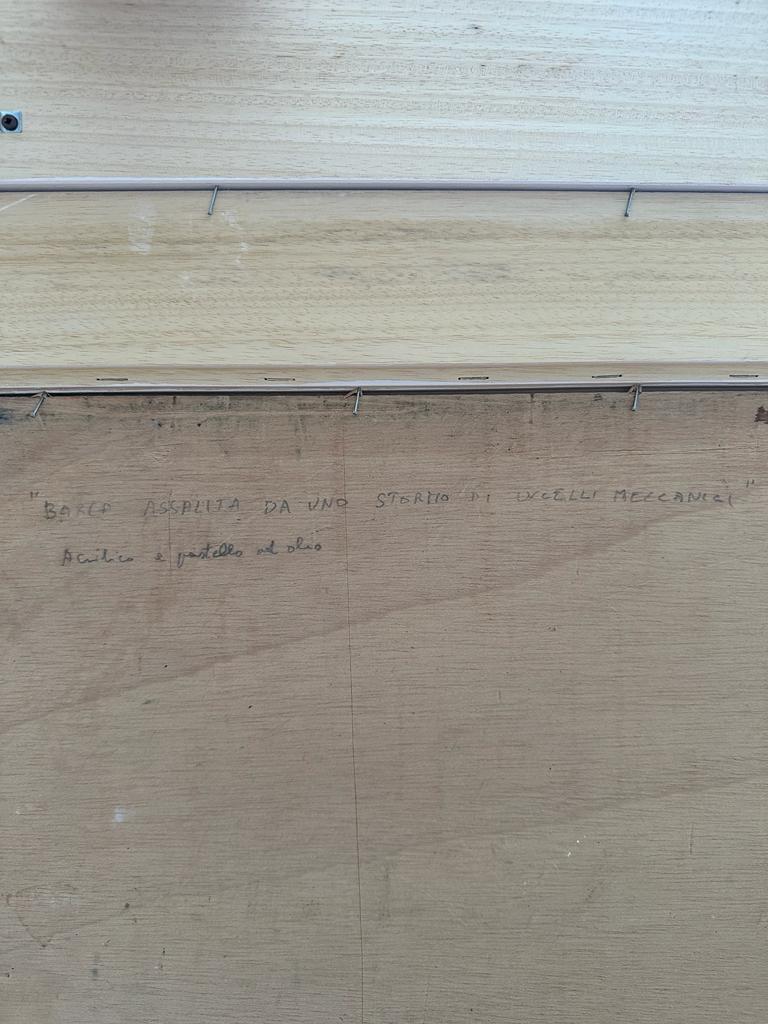 "BARCA ASSALITA DA UNO STORMO DI UCCELLI MECCANICI"
Acrilico e pastello ad olio